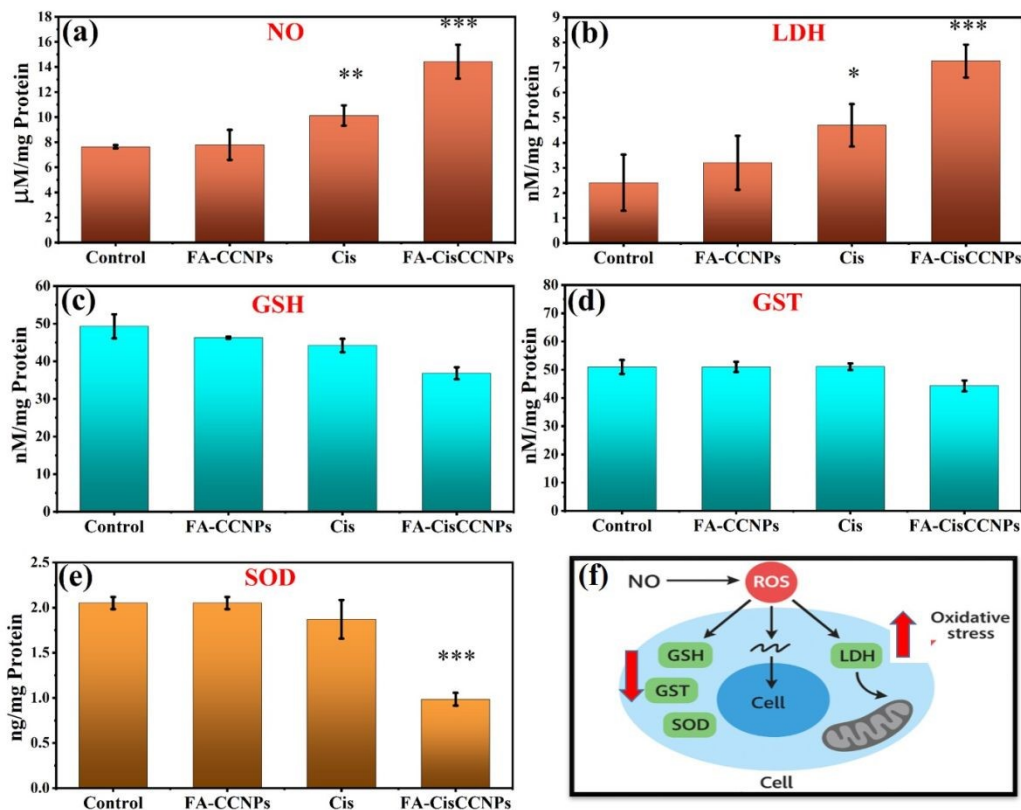 (a)
NO
**
***
μM/mg Protein
18
16
14
12
10
8
6
4
2
0
Control FA-CCNPs Cis FA-CisCCNPs
(b)
LDH
*
***
nM/mg Protein
9
8
7
6
5
4
3
2
1
0
Control FA-CCNPs Cis FA-CisCCNPs
(c)
GSH
nM/mg Protein
60
50
40
30
20
10
0
Control FA-CCNPs Cis FA-CisCCNPs
(d)
GST
nM/mg Protein
80
70
60
50
40
30
20
10
0
Control FA-CCNPs Cis FA-CisCCNPs
(e)
SOD
***
ng/mg Protein
2.5
2.0
1.5
1.0
0.5
0.0
Control FA-CCNPs Cis FA-CisCCNPs
(f)
NO
ROS
Oxidative
stress
GSH
LDH
GST
SOD
Cell
Cell